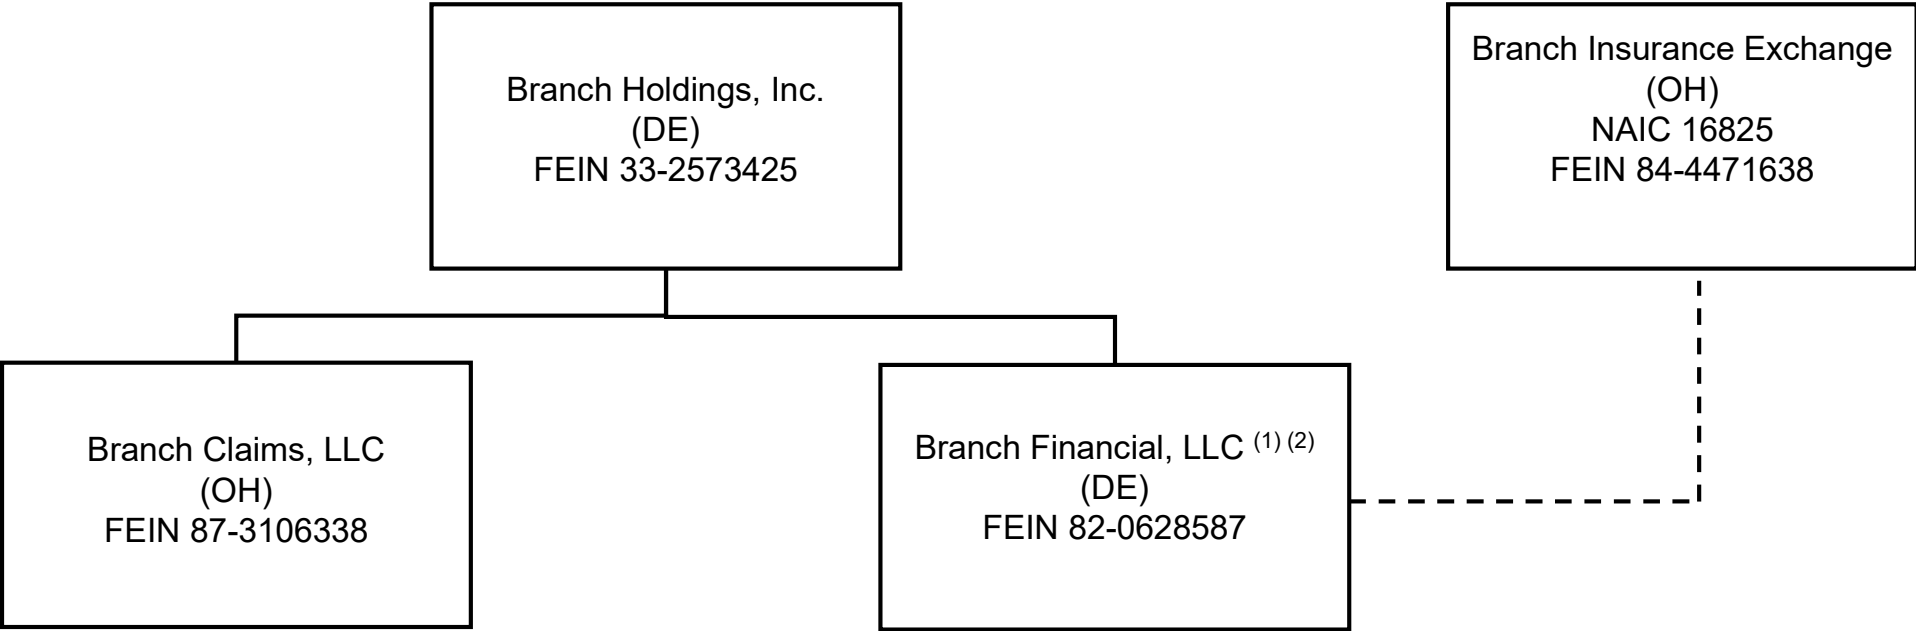 Branch Holdings, Inc.
(DE)
FEIN 33-2573425
Branch Insurance Exchange
(OH)
NAIC 16825
FEIN 84-4471638
Branch Claims, LLC
(OH)
FEIN 87-3106338
Branch Financial, LLC (1) (2)
(DE)
FEIN 82-0628587